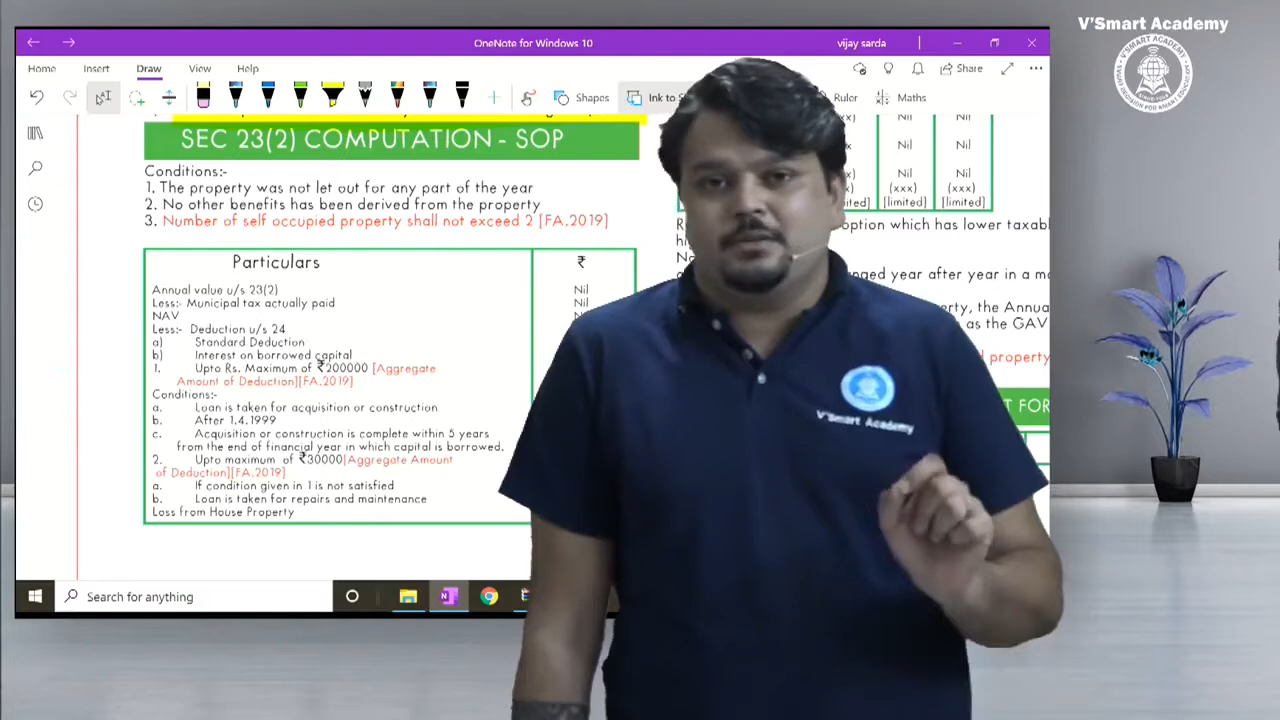 V'Smart Academy
OneNote for Windows 10
vijay sarda
Home Insert Draw View Help
Share
Shapes
Ink to
Ruler
Maths
SEC 23(2) COMPUTATION - SOP
Conditions:-
1. The property was not let out for any part of the year
2. No other benefits has been derived from the property
3. Number of self occupied property shall not exceed 2 [FA.2019]
Particulars ₹
Annual value u/s 23(2) Nil
Less:- Municipal tax actually paid Nil
NAV
Less:- Deduction u/s 24
a) Standard Deduction
b) Interest on borrowed capital
1. Upto Rs. Maximum of ₹200000 [Aggregate
Amount of Deduction][FA.2019]
Conditions:-
a. Loan is taken for acquisition or construction
b. After 1.4.1999
c. Acquisition or construction is complete within 5 years
from the end of financial year in which capital is borrowed.
2. Upto maximum of ₹30000[Aggregate Amount
of Deduction][FA.2019]
a. If condition given in 1 is not satisfied
b. Loan is taken for repairs and maintenance
Loss from House Property
Nil Nil
Nil Nil
Nil Nil
(xxx) (xxx)
[limited] [limited]
option which has lower taxabl
year after year in a m
the Annua
as the GAV
property
T FOR
V'Smart Academy
Search for anything